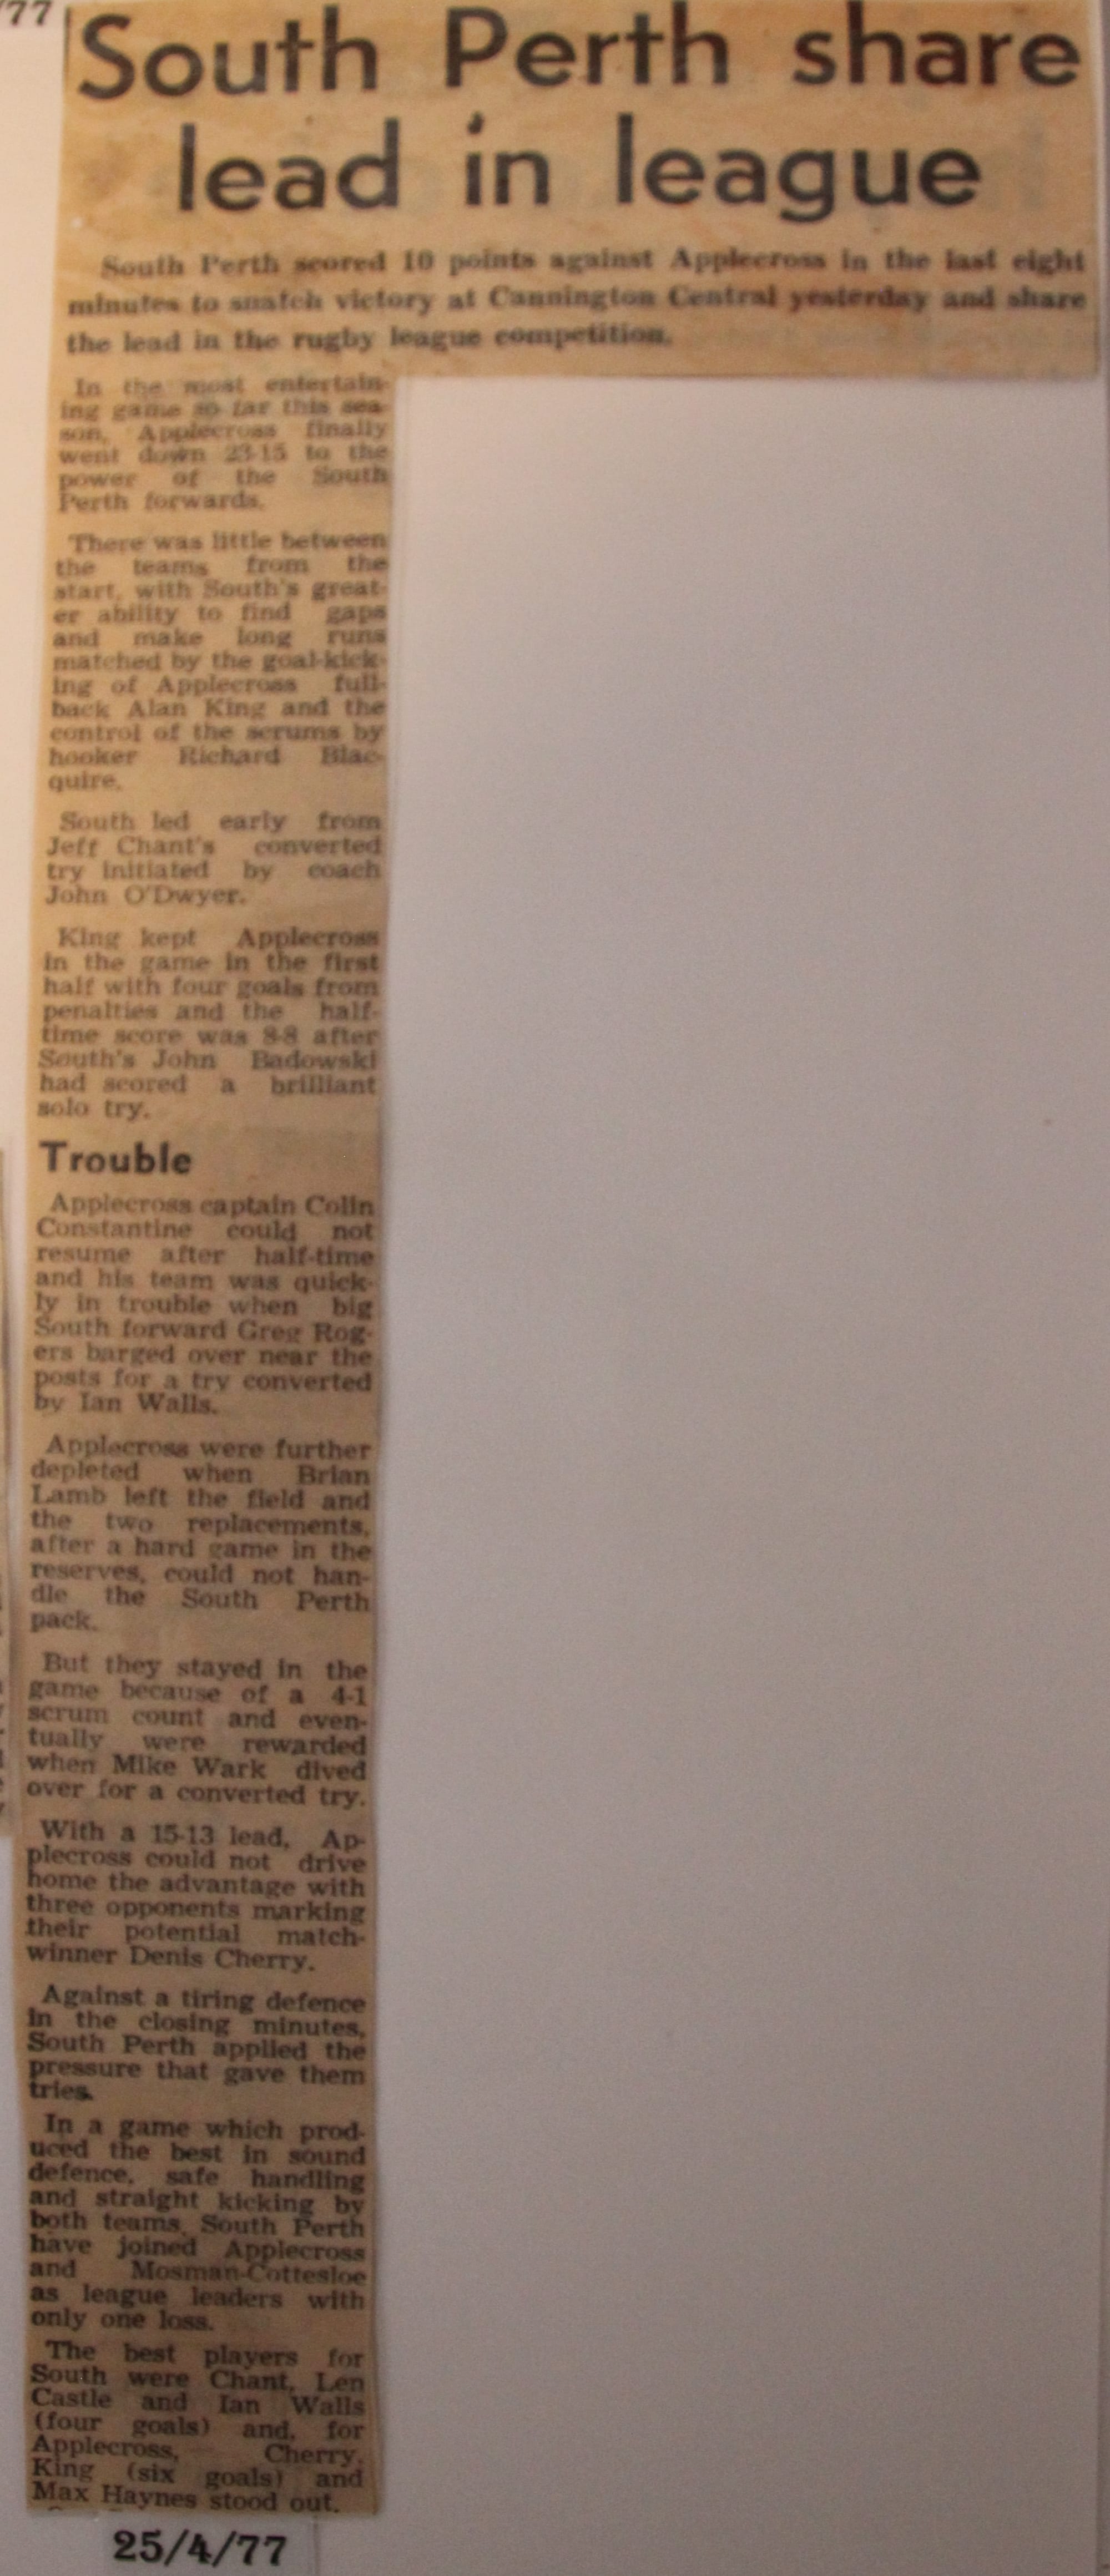 /77
South Perth share
lead in league
South Perth scored 10 points against Applecross in the last eight
minutes to snatch victory at Cannington Central yesterday and share
the lead in the rugby league competition.
In the most entertain-
ing game so far this sea-
son, Applecross finally
went down 23-15 to the
power of the South
Perth forwards.
There was little between
the teams from the
start, with South's great-
er ability to find gaps
and make long runs
matched by the goal-kick-
ing of Applecross full-
back Alan King and the
control of the scrums by
hooker Richard Blac-
quire.
South led early from
Jeff Chant's converted
try initiated by coach
John O'Dwyer.
King kept Applecross
in the game in the first
half with four goals from
penalties and the half-
time score was 8-8 after
South's John Badowski
had scored a brilliant
solo try.
Trouble
Applecross captain Colin
Constantine could not
resume after half-time
and his team was quick-
ly in trouble when big
South forward Greg Rog-
ers barged over near the
posts for a try converted
by Ian Walls.
Applecross were further
depleted when Brian
Lamb left the field and
the two replacements,
after a hard game in the
reserves, could not han-
dle the South Perth
pack.
But they stayed in the
game because of a 4-1
scrum count and even-
tually were rewarded
when Mike Wark dived
over for a converted try.
With a 15-13 lead, Ap-
plecross could not drive
home the advantage with
three opponents marking
their potential match-
winner Denis Cherry.
Against a tiring defence
in the closing minutes,
South Perth applied the
pressure that gave them
tries.
In a game which prod-
uced the best in sound
defence, safe handling
and straight kicking by
both teams, South Perth
have joined Applecross
and Mosman-Cottesloe
as league leaders with
only one loss.
The best players for
South were Chant, Len
Castle and Ian Walls
(four goals) and, for
Applecross, Cherry,
King (six goals) and
Max Haynes stood out.
25/4/77